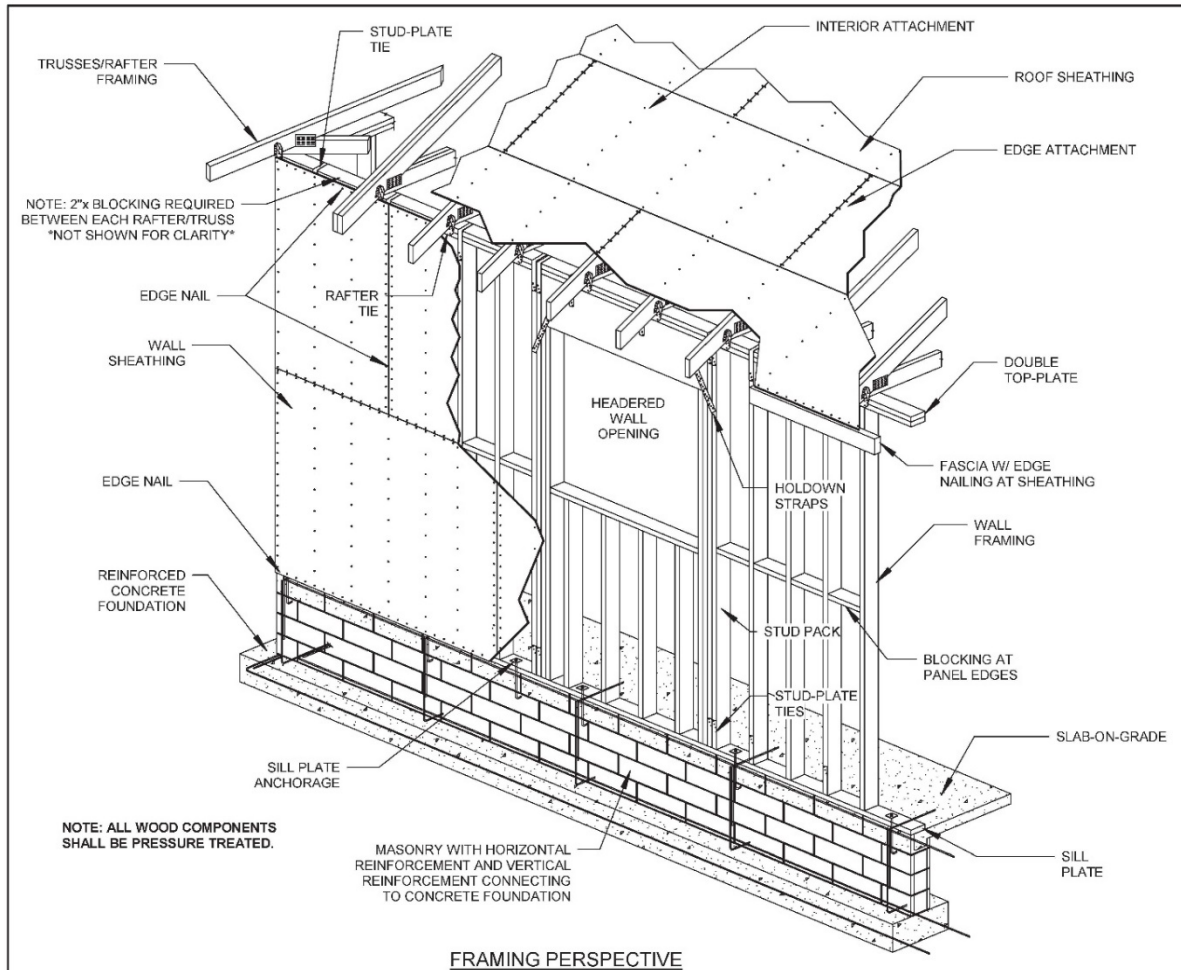 STUD-PLATE
TIE
TRUSSES/RAFTER
FRAMING
INTERIOR ATTACHMENT
ROOF SHEATHING
EDGE ATTACHMENT
NOTE: 2"x BLOCKING REQUIRED
BETWEEN EACH RAFTER/TRUSS
*NOT SHOWN FOR CLARITY*
EDGE NAIL
RAFTER
TIE
WALL
SHEATHING
DOUBLE
TOP-PLATE
HEADERED
WALL
OPENING
FASCIA W/ EDGE
NAILING AT SHEATHING
EDGE NAIL
HOLDOWN
STRAPS
WALL
FRAMING
REINFORCED
CONCRETE
FOUNDATION
STUD PACK
BLOCKING AT
PANEL EDGES
STUD-PLATE
TIES
SLAB-ON-GRADE
SILL PLATE
ANCHORAGE
NOTE: ALL WOOD COMPONENTS
SHALL BE PRESSURE TREATED.
MASONRY WITH HORIZONTAL
REINFORCEMENT AND VERTICAL
REINFORCEMENT CONNECTING
TO CONCRETE FOUNDATION
SILL
PLATE
FRAMING PERSPECTIVE